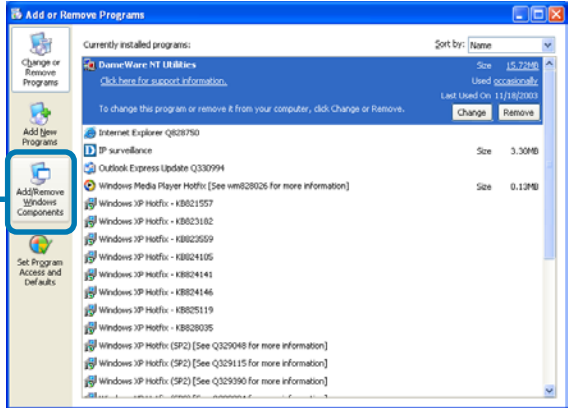 Add or Remove Programs
Change or
Remove
Programs
Add New
Programs
Add/Remove
Windows
Components
Set Program
Access and
Defaults
Currently installed programs:
Sort by: Name
DameWare NT Utilities
Size 15.72MB
Click here for support information.
Used occasionally
Last Used On 11/18/2003
To change this program or remove it from your computer, click Change or Remove.
Change Remove
Internet Explorer Q828750
IP surveillance
Size 3.30MB
Outlook Express Update Q330994
Windows Media Player Hotfix [See wm828026 for more information]
Size 0.13MB
Windows XP Hotfix - KB821557
Windows XP Hotfix - KB823182
Windows XP Hotfix - KB823559
Windows XP Hotfix - KB824105
Windows XP Hotfix - KB824141
Windows XP Hotfix - KB824146
Windows XP Hotfix - KB825119
Windows XP Hotfix - KB828035
Windows XP Hotfix (SP2) [See Q329048 for more information]
Windows XP Hotfix (SP2) [See Q329115 for more information]
Windows XP Hotfix (SP2) [See Q329390 for more information]